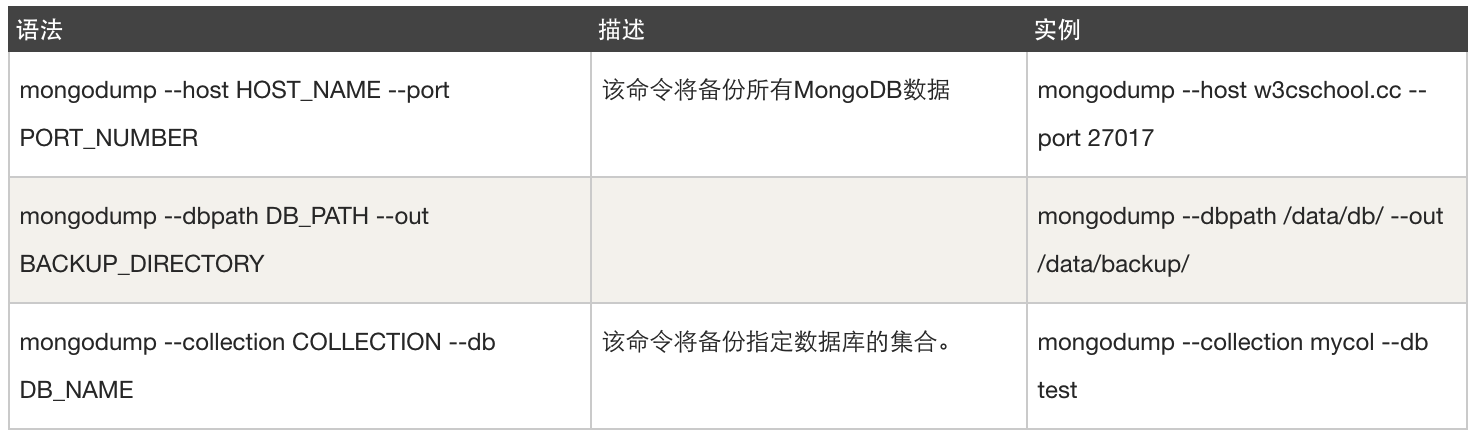 语法 描述 实例
mongodump --host HOST_NAME --port
PORT_NUMBER
该命令将备份所有MongoDB数据
mongodump --host w3cschool.cc --
port 27017
mongodump --dbpath DB_PATH --out
BACKUP_DIRECTORY
mongodump --dbpath /data/db/ --out
/data/backup/
mongodump --collection COLLECTION --db
DB_NAME
该命令将备份指定数据库的集合。
mongodump --collection mycol --db
test